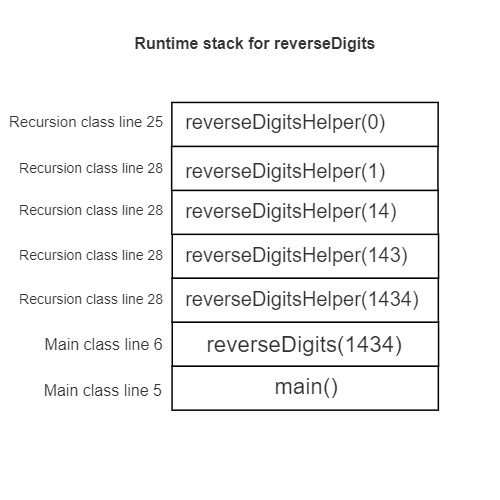 Runtime stack for reverseDigits
Recursion class line 25 reverseDigitsHelper(0)
Recursion class line 28 reverseDigitsHelper(1)
Recursion class line 28 reverseDigitsHelper(14)
Recursion class line 28 reverseDigitsHelper(143)
Recursion class line 28 reverseDigitsHelper(1434)
Main class line 6 reverseDigits(1434)
Main class line 5 main()